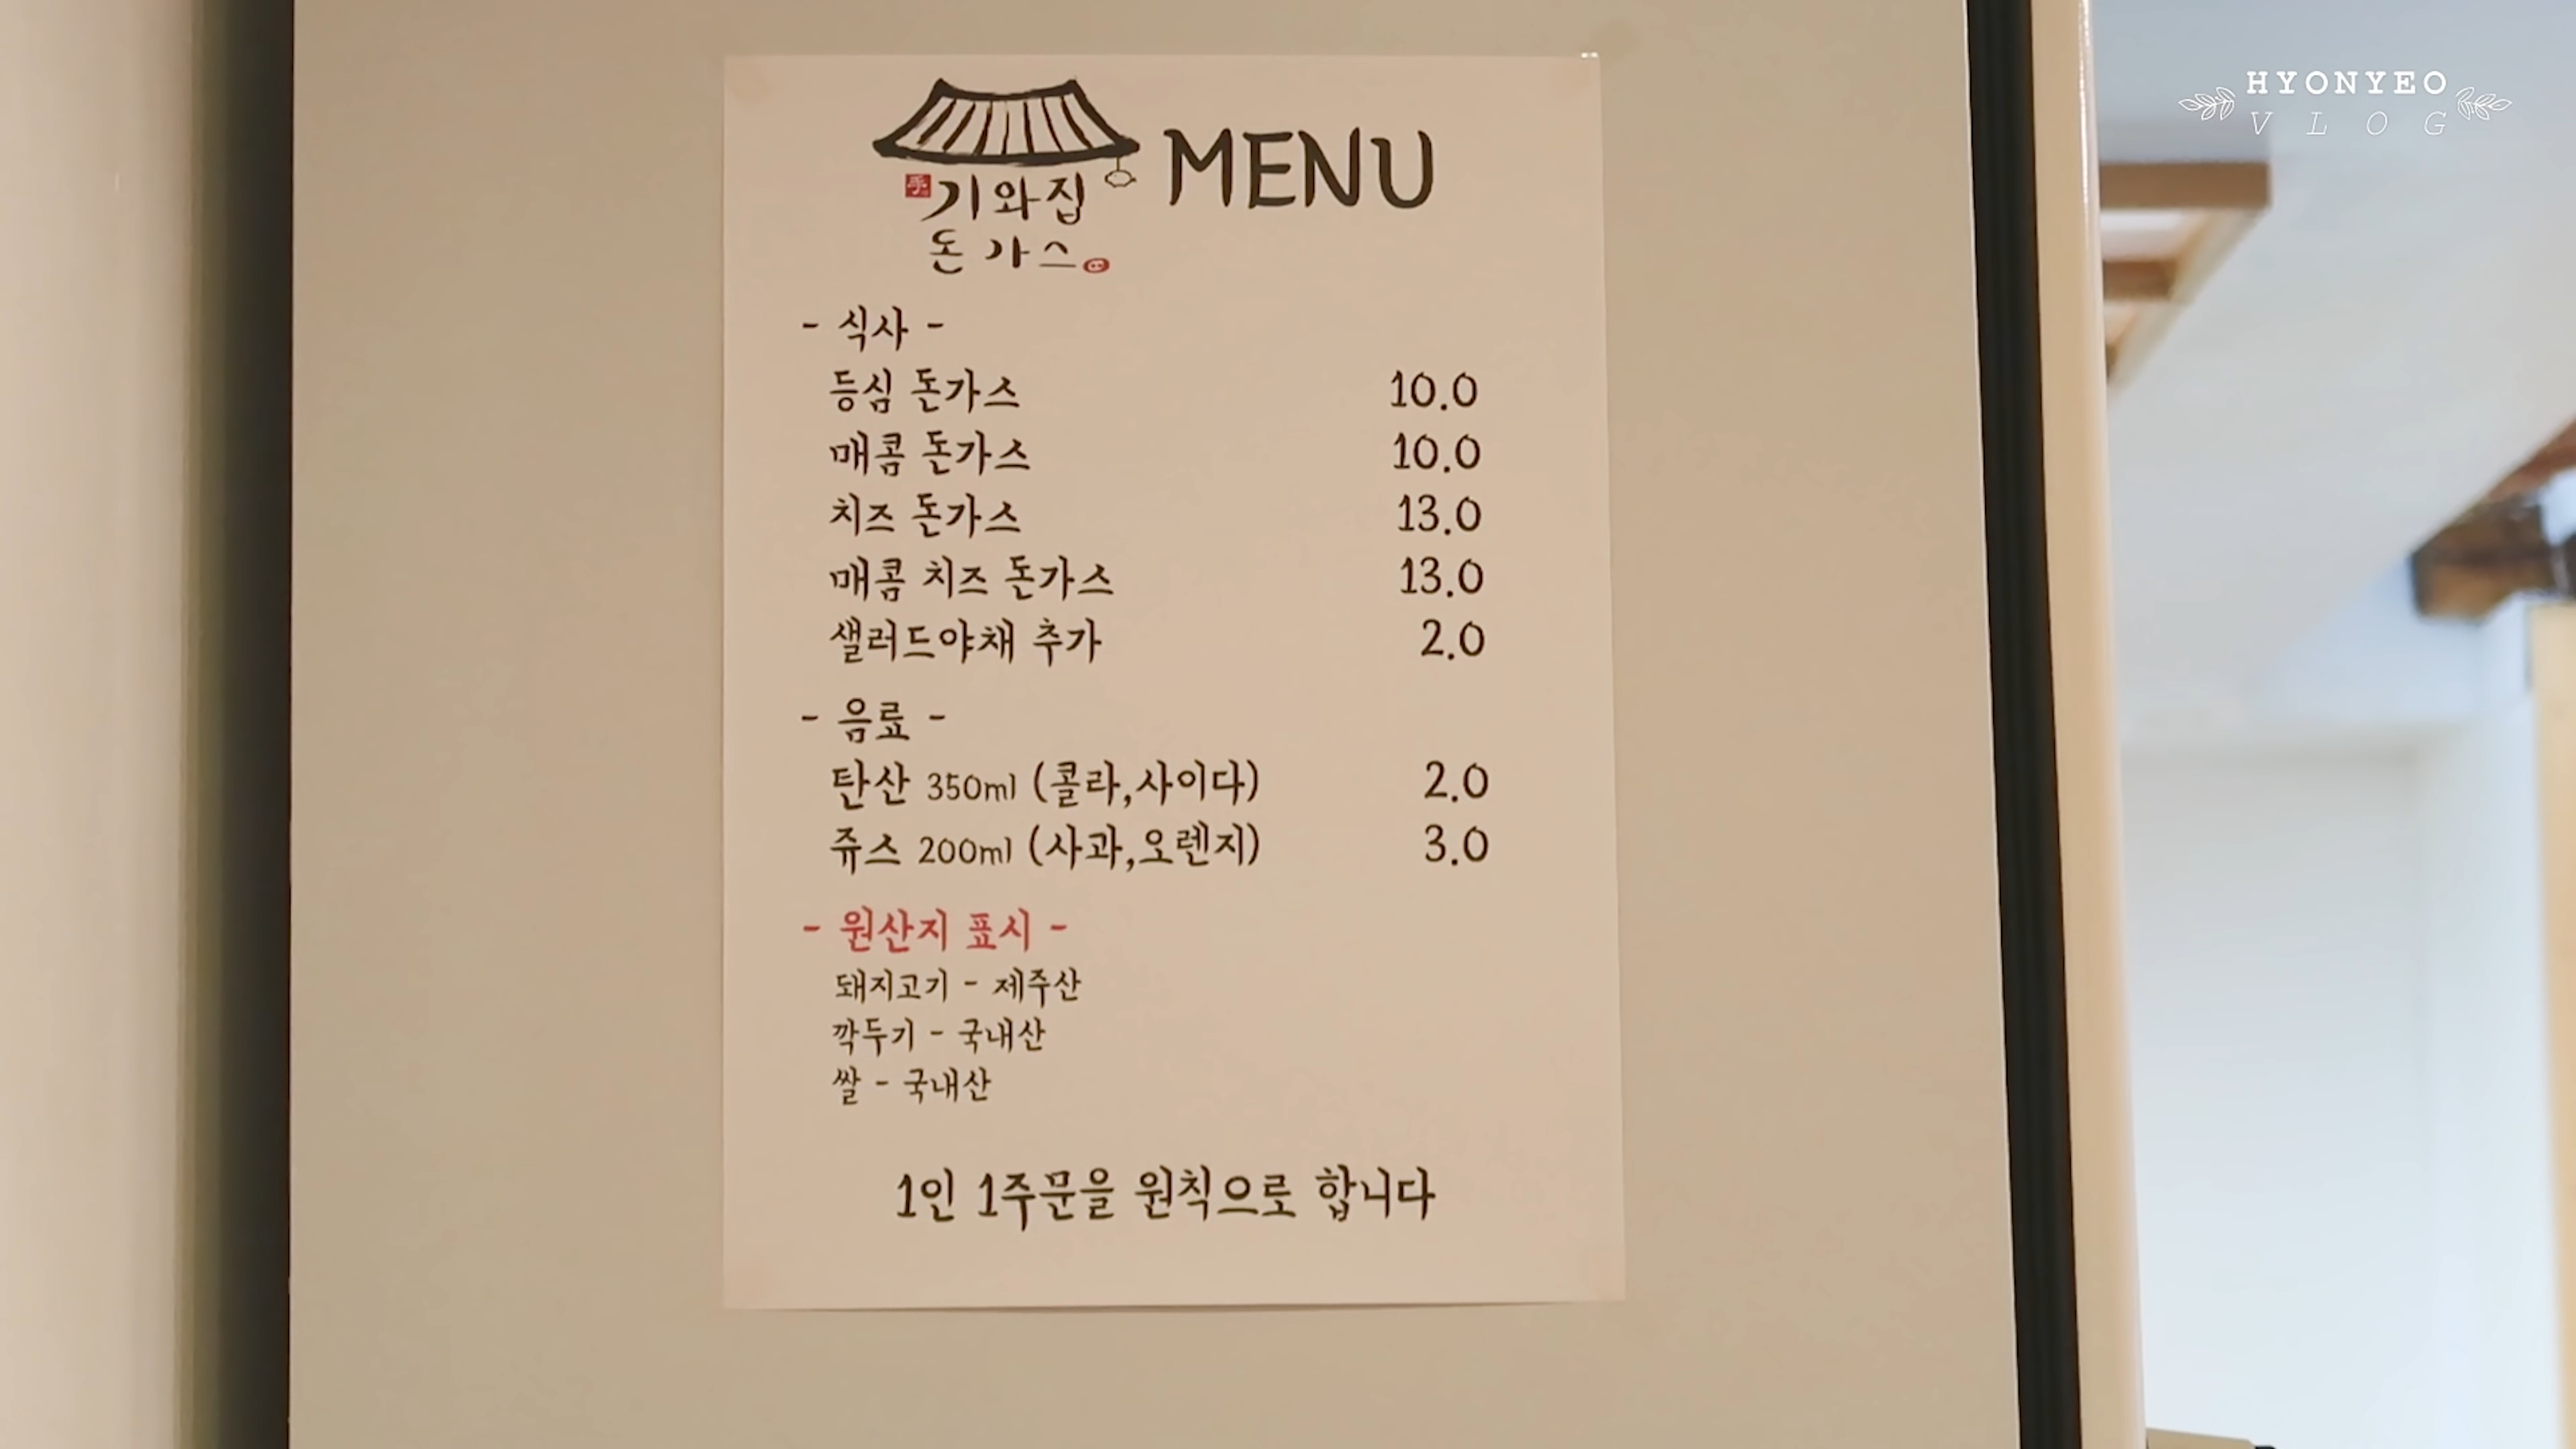 手 기와집
돈가스
MENU
- 식사 -
등심 돈가스 10.0
매콤 돈가스 10.0
치즈 돈가스 13.0
매콤 치즈 돈가스 13.0
샐러드야채 추가 2.0
- 음료 -
탄산 350ml (콜라,사이다) 2.0
쥬스 200ml (사과,오렌지) 3.0
- 원산지 표시 -
돼지고기 - 제주산
깍두기 - 국내산
쌀 - 국내산
1인 1주문을 원칙으로 합니다
HYONYEO
VLOG